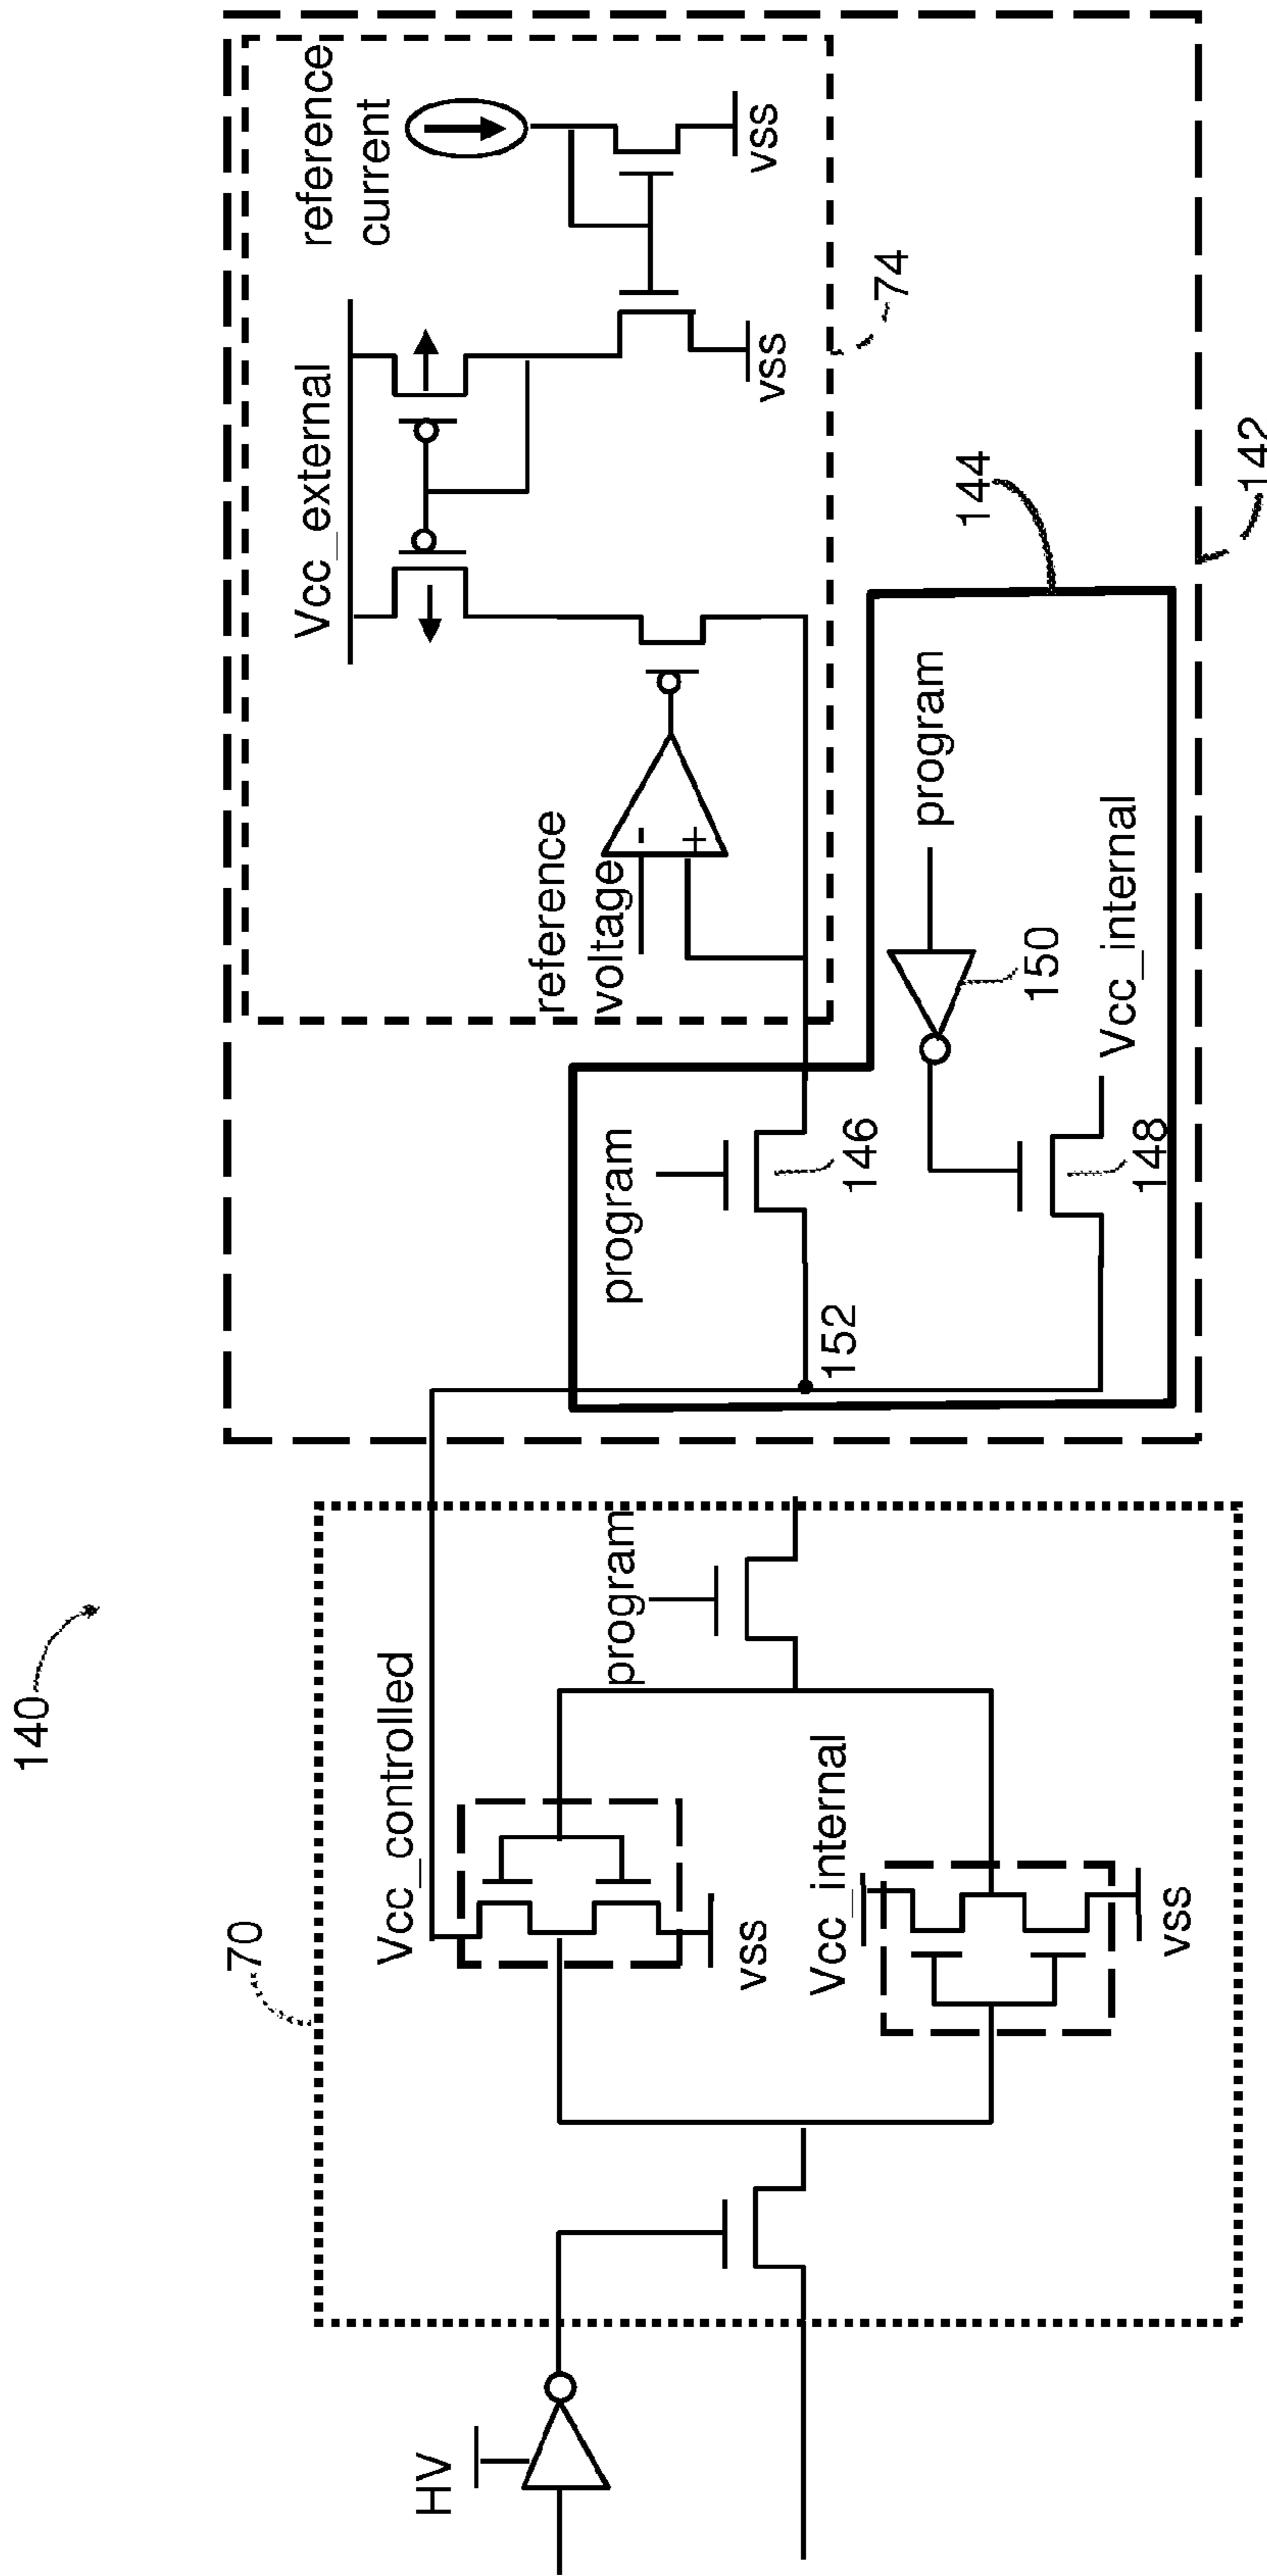 140
70
HV
Vcc_controlled
vss
Vcc_internal
vss
program
142
74
144
reference
current
Vcc_external
vss
vss
reference
voltage
-
+
program
146
152
program
150
Vcc_internal
148